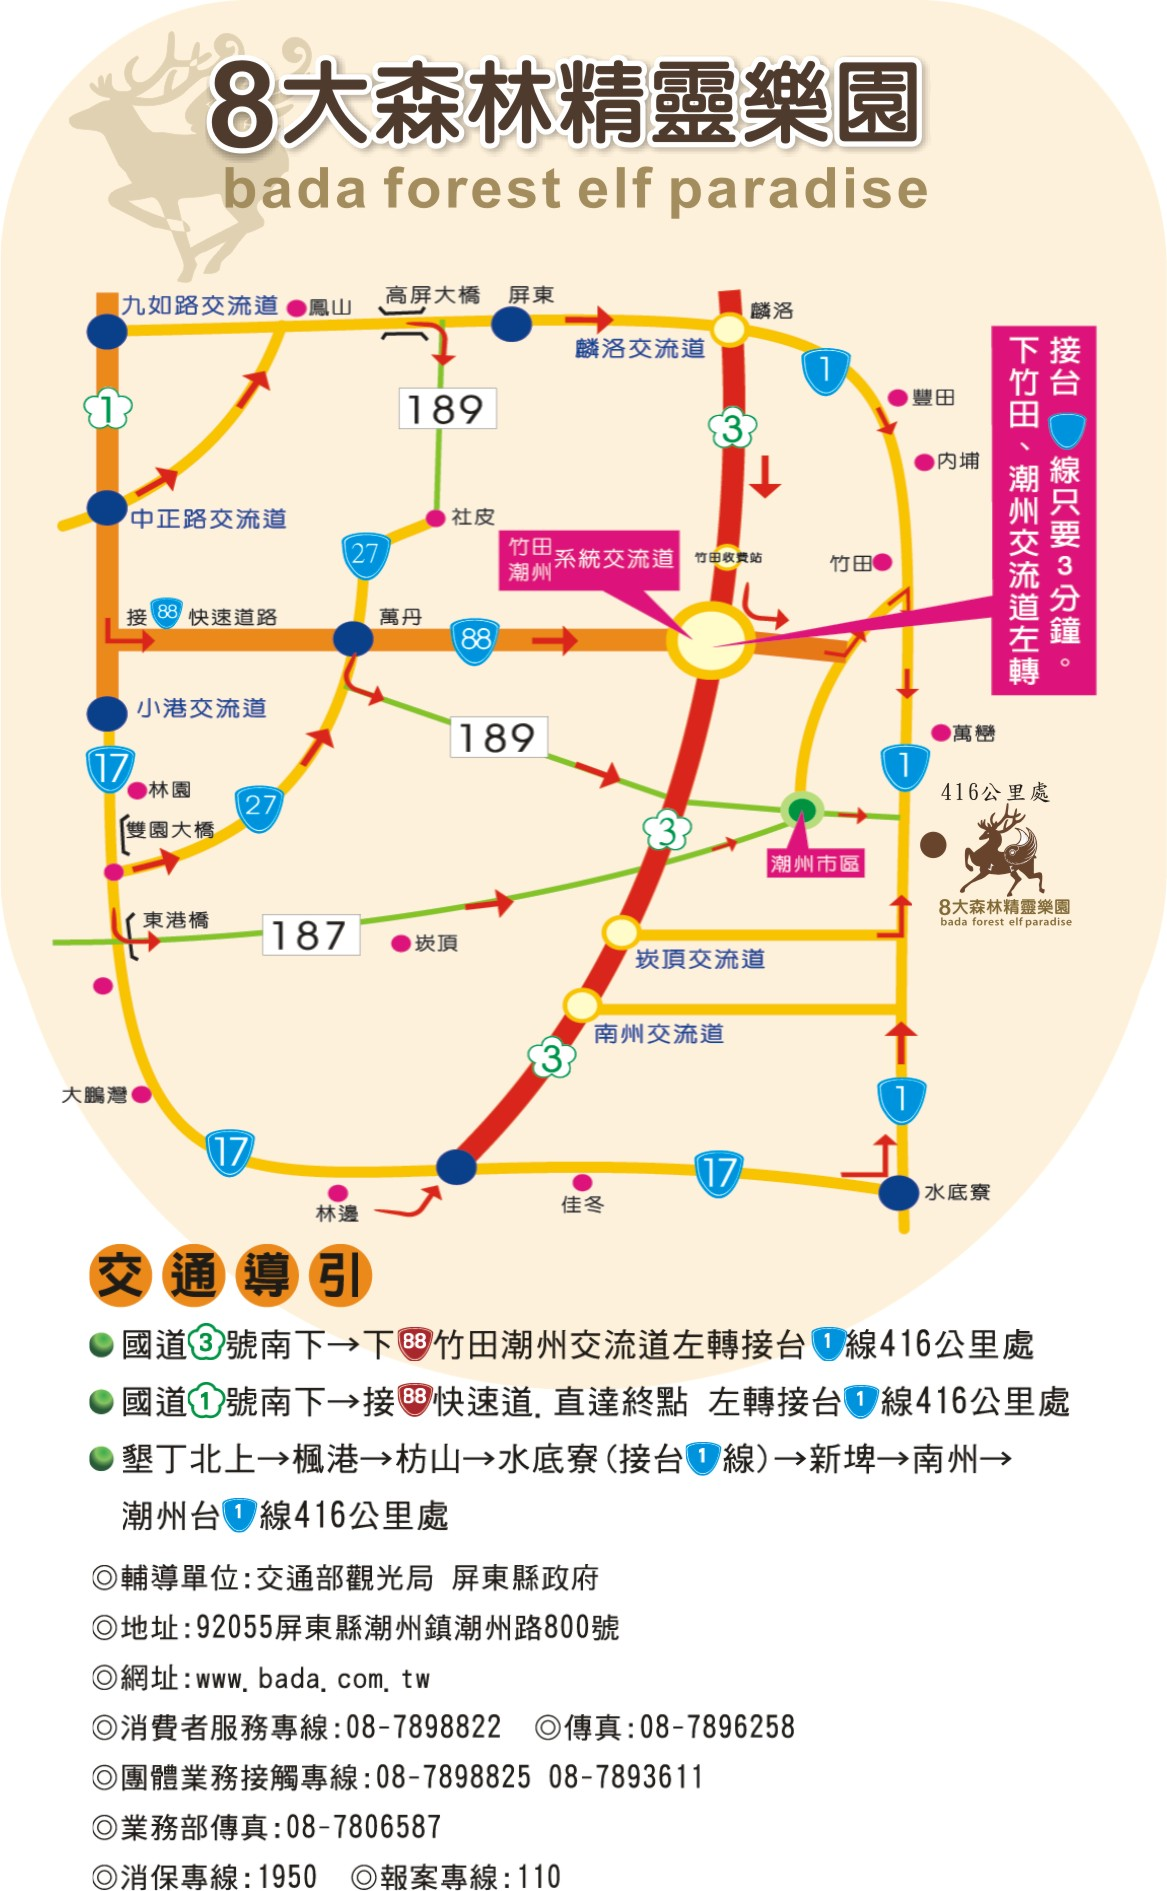 8大森林精靈樂園
bada forest elf paradise
九如路交流道
鳳山
高屏大橋
屏東
麟洛
麟洛交流道
1
豐田
內埔
1
189
3
中正路交流道
社皮
27
竹田
潮州
系統交流道
竹田收費站
竹田
接台 線只要3分鐘。
下竹田、潮州交流道左轉
接88快速道路
萬丹
88
小港交流道
189
萬巒
17
林園
1
27
雙園大橋
416公里處
3
潮州市區
8大森林精靈樂園
bada forest elf paradise
東港橋
187
崁頂
崁頂交流道
南州交流道
3
大鵬灣
1
17
17
林邊
佳冬
水底寮
交通導引
國道3號南下→下88竹田潮州交流道左轉接台1線416公里處
國道1號南下→接88快速道.直達終點 左轉接台1線416公里處
墾丁北上→楓港→枋山→水底寮(接台1線)→新埤→南州→
潮州台1線416公里處
◎輔導單位:交通部觀光局 屏東縣政府
◎地址:92055屏東縣潮州鎮潮州路800號
◎網址:www.bada.com.tw
◎消費者服務專線:08-7898822 ◎傳真:08-7896258
◎團體業務接觸專線:08-7898825 08-7893611
◎業務部傳真:08-7806587
◎消保專線:1950 ◎報案專線:110